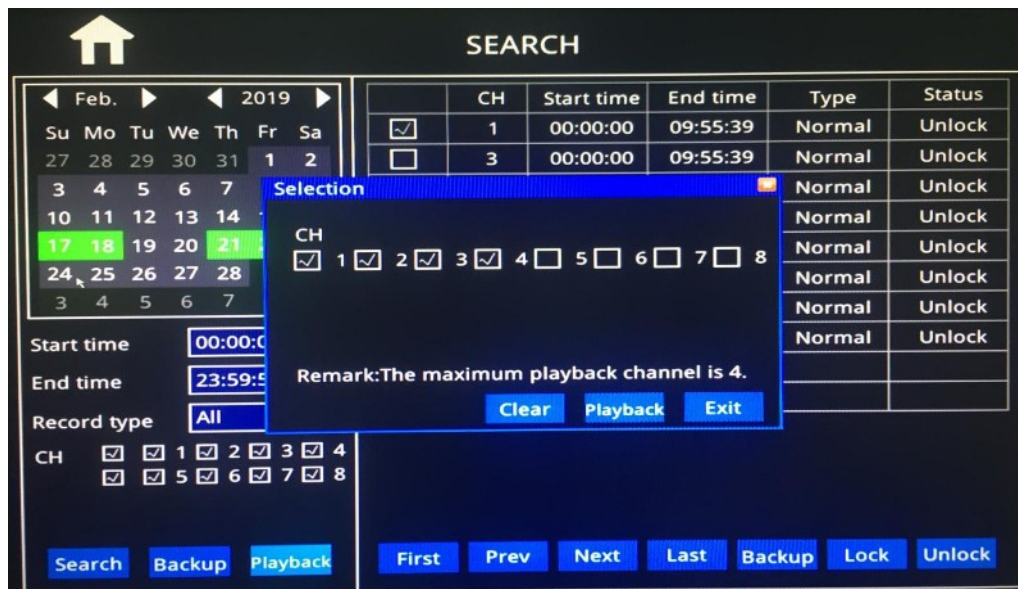 SEARCH
Feb. 2019
Su Mo Tu We Th Fr Sa
27 28 29 30 31 1 2
3 4 5 6 7
10 11 12 13 14
17 18 19 20 21
24 25 26 27 28
3 4 5 6 7
Start time 00:00:0
End time 23:59:5
Record type All
CH 1 2 3 4
5 6 7 8
Search Backup Playback
CH Start time End time Type Status
1 00:00:00 09:55:39 Normal Unlock
3 00:00:00 09:55:39 Normal Unlock
Normal Unlock
Normal Unlock
Normal Unlock
Normal Unlock
Normal Unlock
Normal Unlock
Selection
CH
1 2 3 4 5 6 7 8
Remark:The maximum playback channel is 4.
Clear Playback Exit
First Prev Next Last Backup Lock Unlock